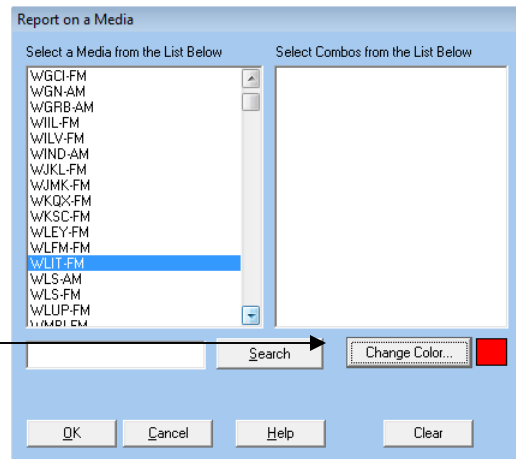 Report on a Media
Select a Media from the List Below
Select Combos from the List Below
WGCI-FM
WGN-AM
WGRB-AM
WIIL-FM
WILV-FM
WIND-AM
WJKL-FM
WJMK-FM
WKQX-FM
WKSC-FM
WLEY-FM
WLFM-FM
WLIT-FM
WLS-AM
WLS-FM
WLUP-FM
Search
Change Color...
OK
Cancel
Help
Clear